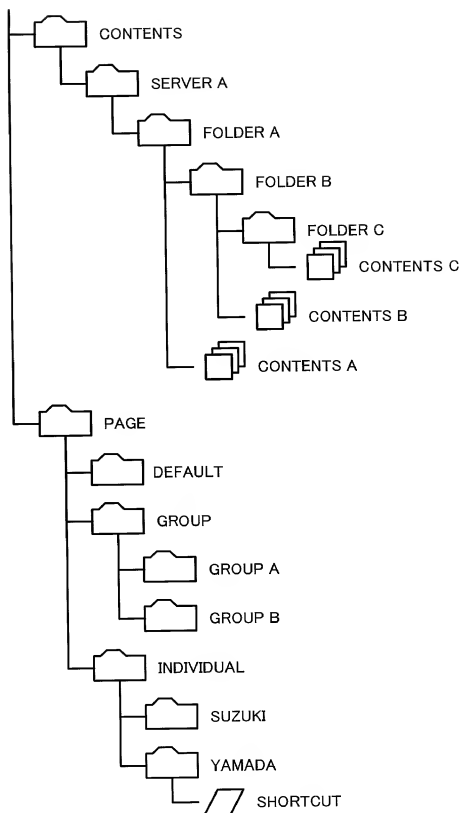 CONTENTS
SERVER A
FOLDER A
FOLDER B
FOLDER C
CONTENTS C
CONTENTS B
CONTENTS A
PAGE
DEFAULT
GROUP
GROUP A
GROUP B
INDIVIDUAL
SUZUKI
YAMADA
SHORTCUT